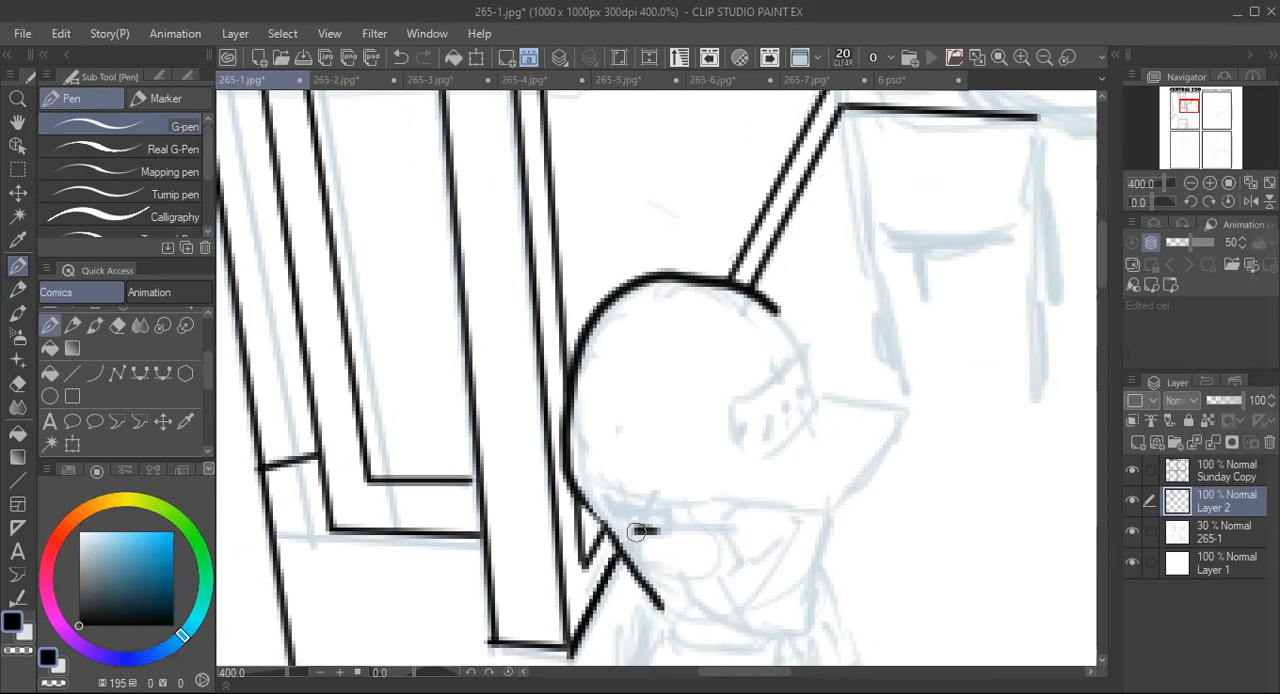 265-1.jpg* (1000 x 1000px 300dpi 400.0%) - CLIP STUDIO PAINT EX
File Edit Story(P) Animation Layer Select View Filter Window Help
20 CLEAR 0
Sub Tool [Pen]
265-1.jpg* 265-2.jpg* 265-3.jpg* 265-4.jpg* 265-5.jpg* 265-6.jpg* 265-7.jpg* 6.psd*
Navigator
Pen Marker
CENTRAL ZOO
G-pen
Real G-Pen
Mapping pen
Turnip pen
Calligraphy
400.0
0.0
Animation c
50
Quick Access
Comics Animation
Edited cel
Layer
Norm 100
100 % Normal
Sunday Copy
100 % Normal
Layer 2
30 % Normal
265-1
100 % Normal
Layer 1
400.0 0.0
H 195 S 0 V 0